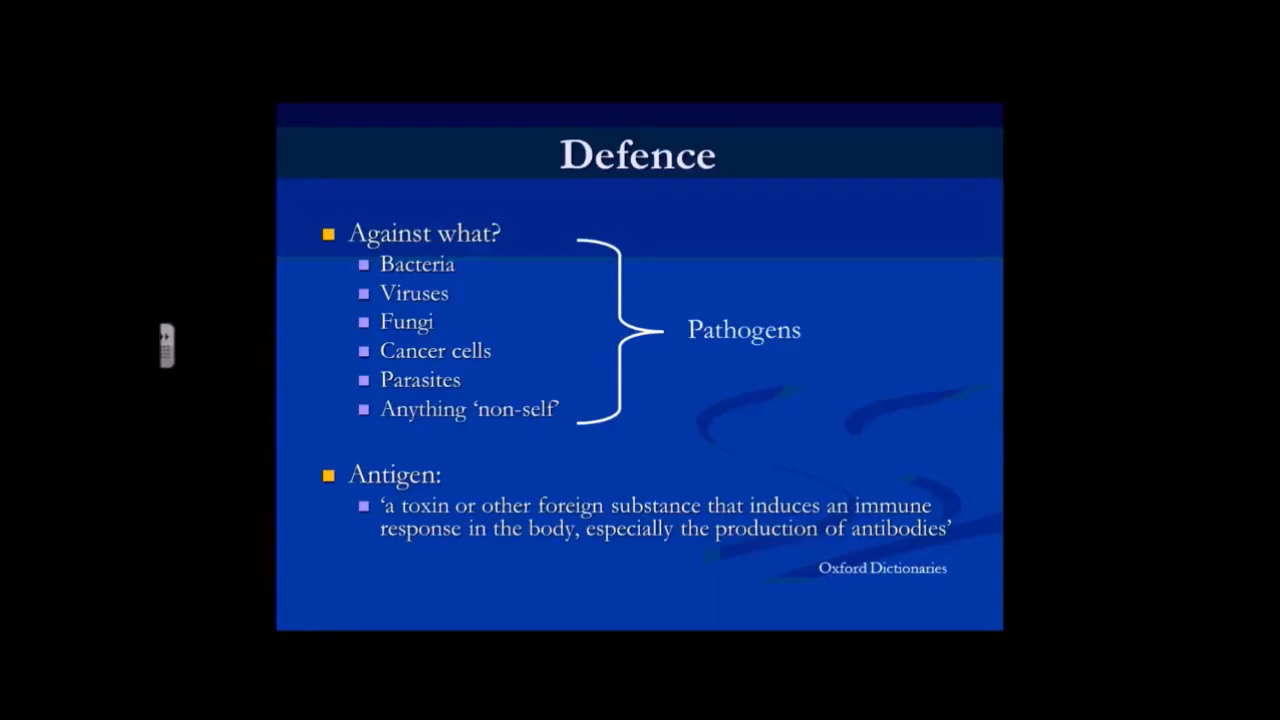 Defence
Against what?
Bacteria
Viruses
Fungi
Cancer cells
Parasites
Anything ‘non-self’
Pathogens
Antigen:
‘a toxin or other foreign substance that induces an immune
response in the body, especially the production of antibodies’
Oxford Dictionaries